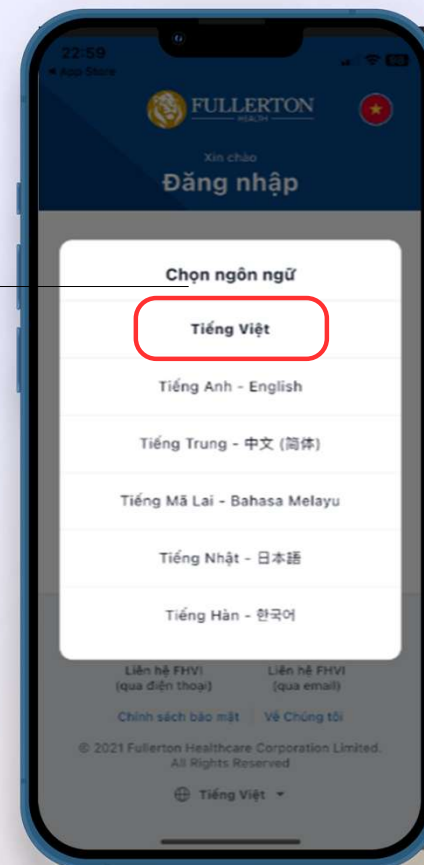 22:59
◀ App Store
FULLERTON
HEALTH
Xin chào
Đăng nhập
Chọn ngôn ngữ
Tiếng Việt
Tiếng Anh - English
Tiếng Trung - 中文 (简体)
Tiếng Mã Lai - Bahasa Melayu
Tiếng Nhật - 日本語
Tiếng Hàn - 한국어
Liên hệ FHVI Liên hệ FHVI
(qua điện thoại) (qua email)
Chính sách bảo mật Về Chúng tôi
© 2021 Fullerton Healthcare Corporation Limited.
All Rights Reserved
Tiếng Việt